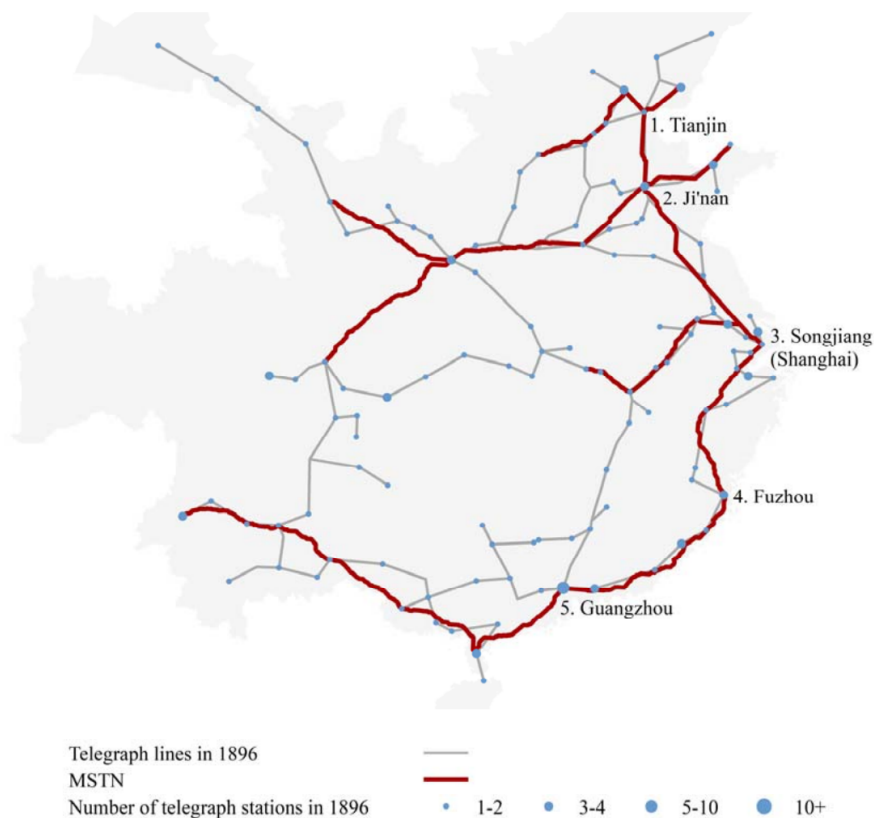 1. Tianjin
2. Ji'nan
3. Songjiang
(Shanghai)
4. Fuzhou
5. Guangzhou
Telegraph lines in 1896
MSTN
Number of telegraph stations in 1896 1-2 3-4 5-10 10+